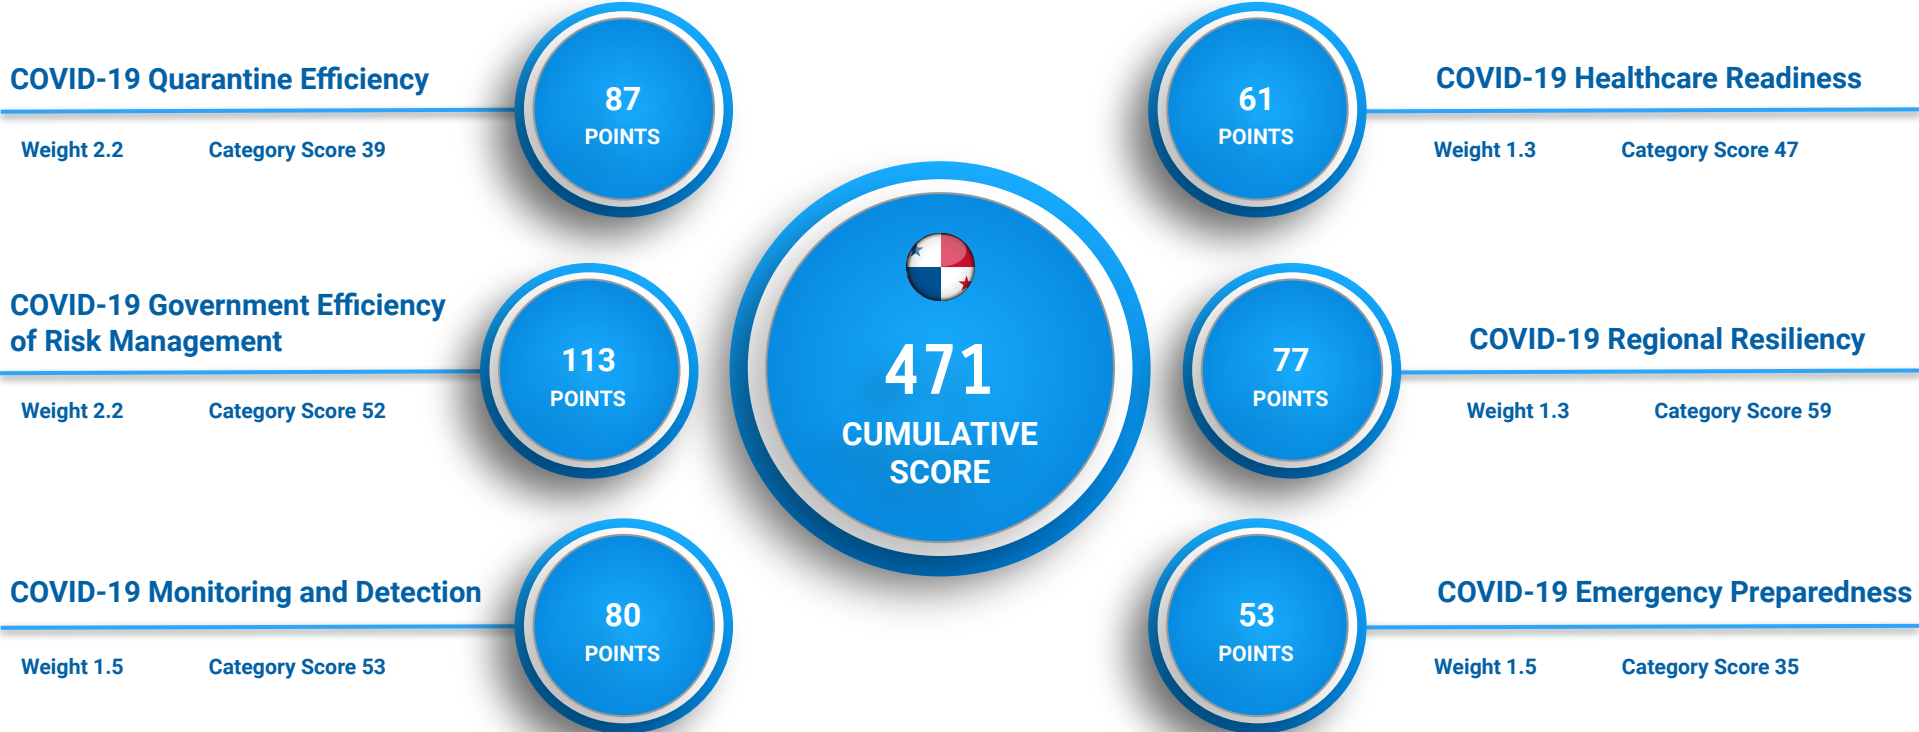 COVID-19 Quarantine Efficiency
Weight 2.2 Category Score 39
87
POINTS
COVID-19 Government Efficiency
of Risk Management
Weight 2.2 Category Score 52
113
POINTS
COVID-19 Monitoring and Detection
Weight 1.5 Category Score 53
80
POINTS
471
CUMULATIVE
SCORE
61
POINTS
COVID-19 Healthcare Readiness
Weight 1.3 Category Score 47
77
POINTS
COVID-19 Regional Resiliency
Weight 1.3 Category Score 59
53
POINTS
COVID-19 Emergency Preparedness
Weight 1.5 Category Score 35